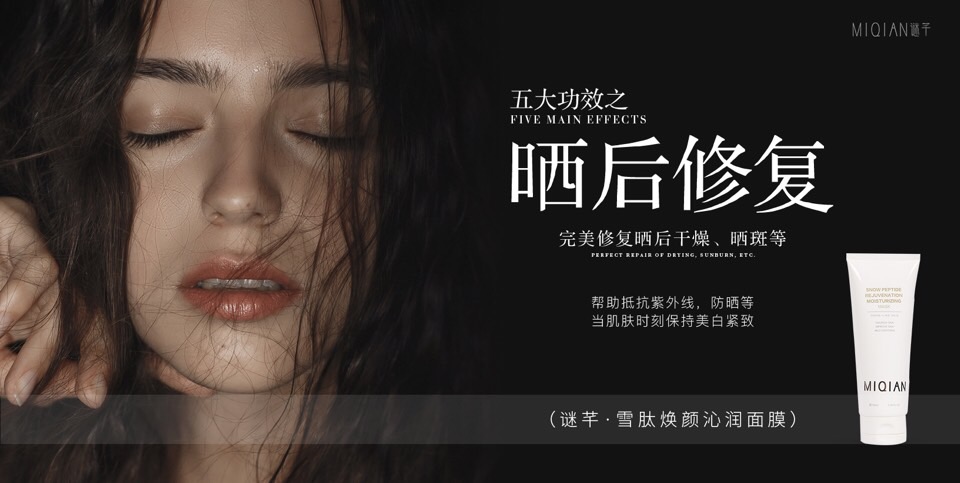 MIQIAN谜芊
五大功效之
FIVE MAIN EFFECTS
晒后修复
完美修复晒后干燥、晒斑等
PERFECT REPAIR OF DRYING, SUNBURN, ETC.
帮助抵抗紫外线，防晒等
当肌肤时刻保持美白紧致
SNOW PEPTIDE
REJUVENATION
MOISTURIZING
MIQIAN
（谜芊·雪肽焕颜沁润面膜）